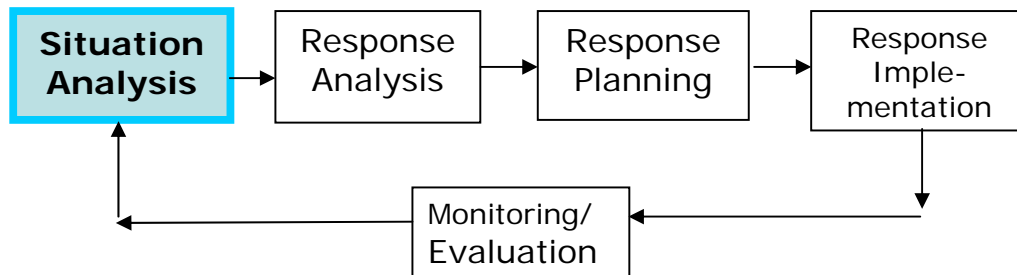 Situation
Analysis
Response
Analysis
Response
Planning
Response
Imple-
mentation
Monitoring/
Evaluation